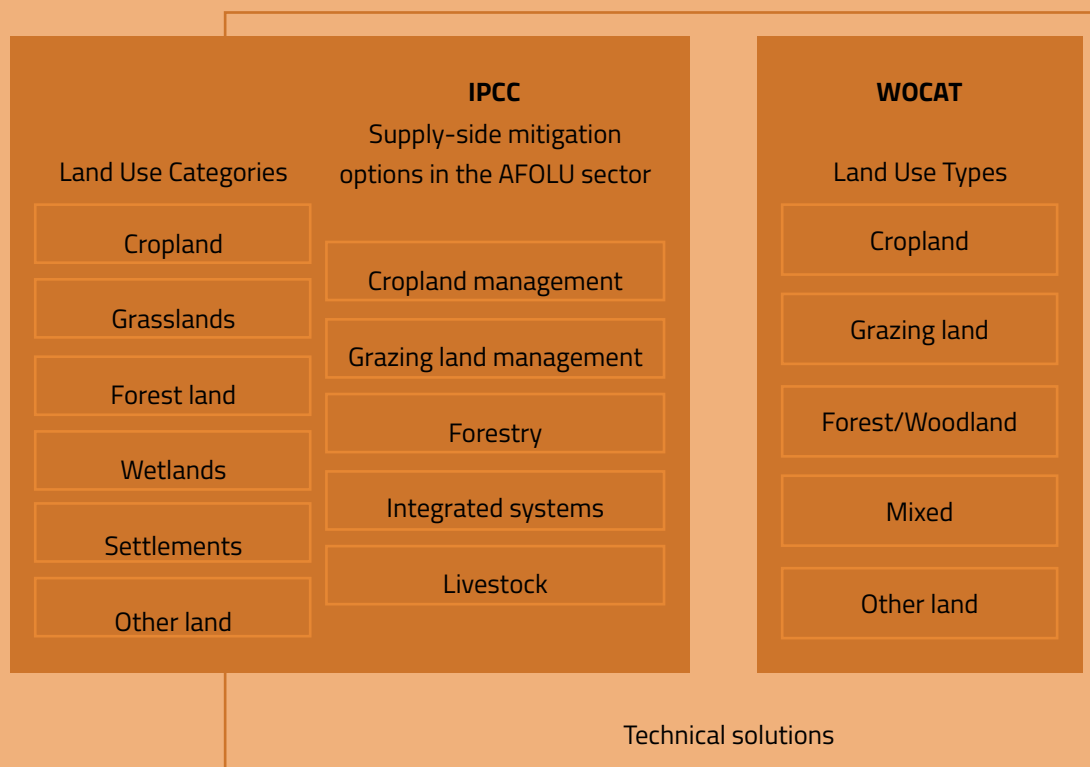 IPCC
Land Use Categories
Cropland
Grasslands
Forest land
Wetlands
Settlements
Other land
Supply-side mitigation
options in the AFOLU sector
Cropland management
Grazing land management
Forestry
Integrated systems
Livestock
WOCAT
Land Use Types
Cropland
Grazing land
Forest/Woodland
Mixed
Other land
Technical solutions